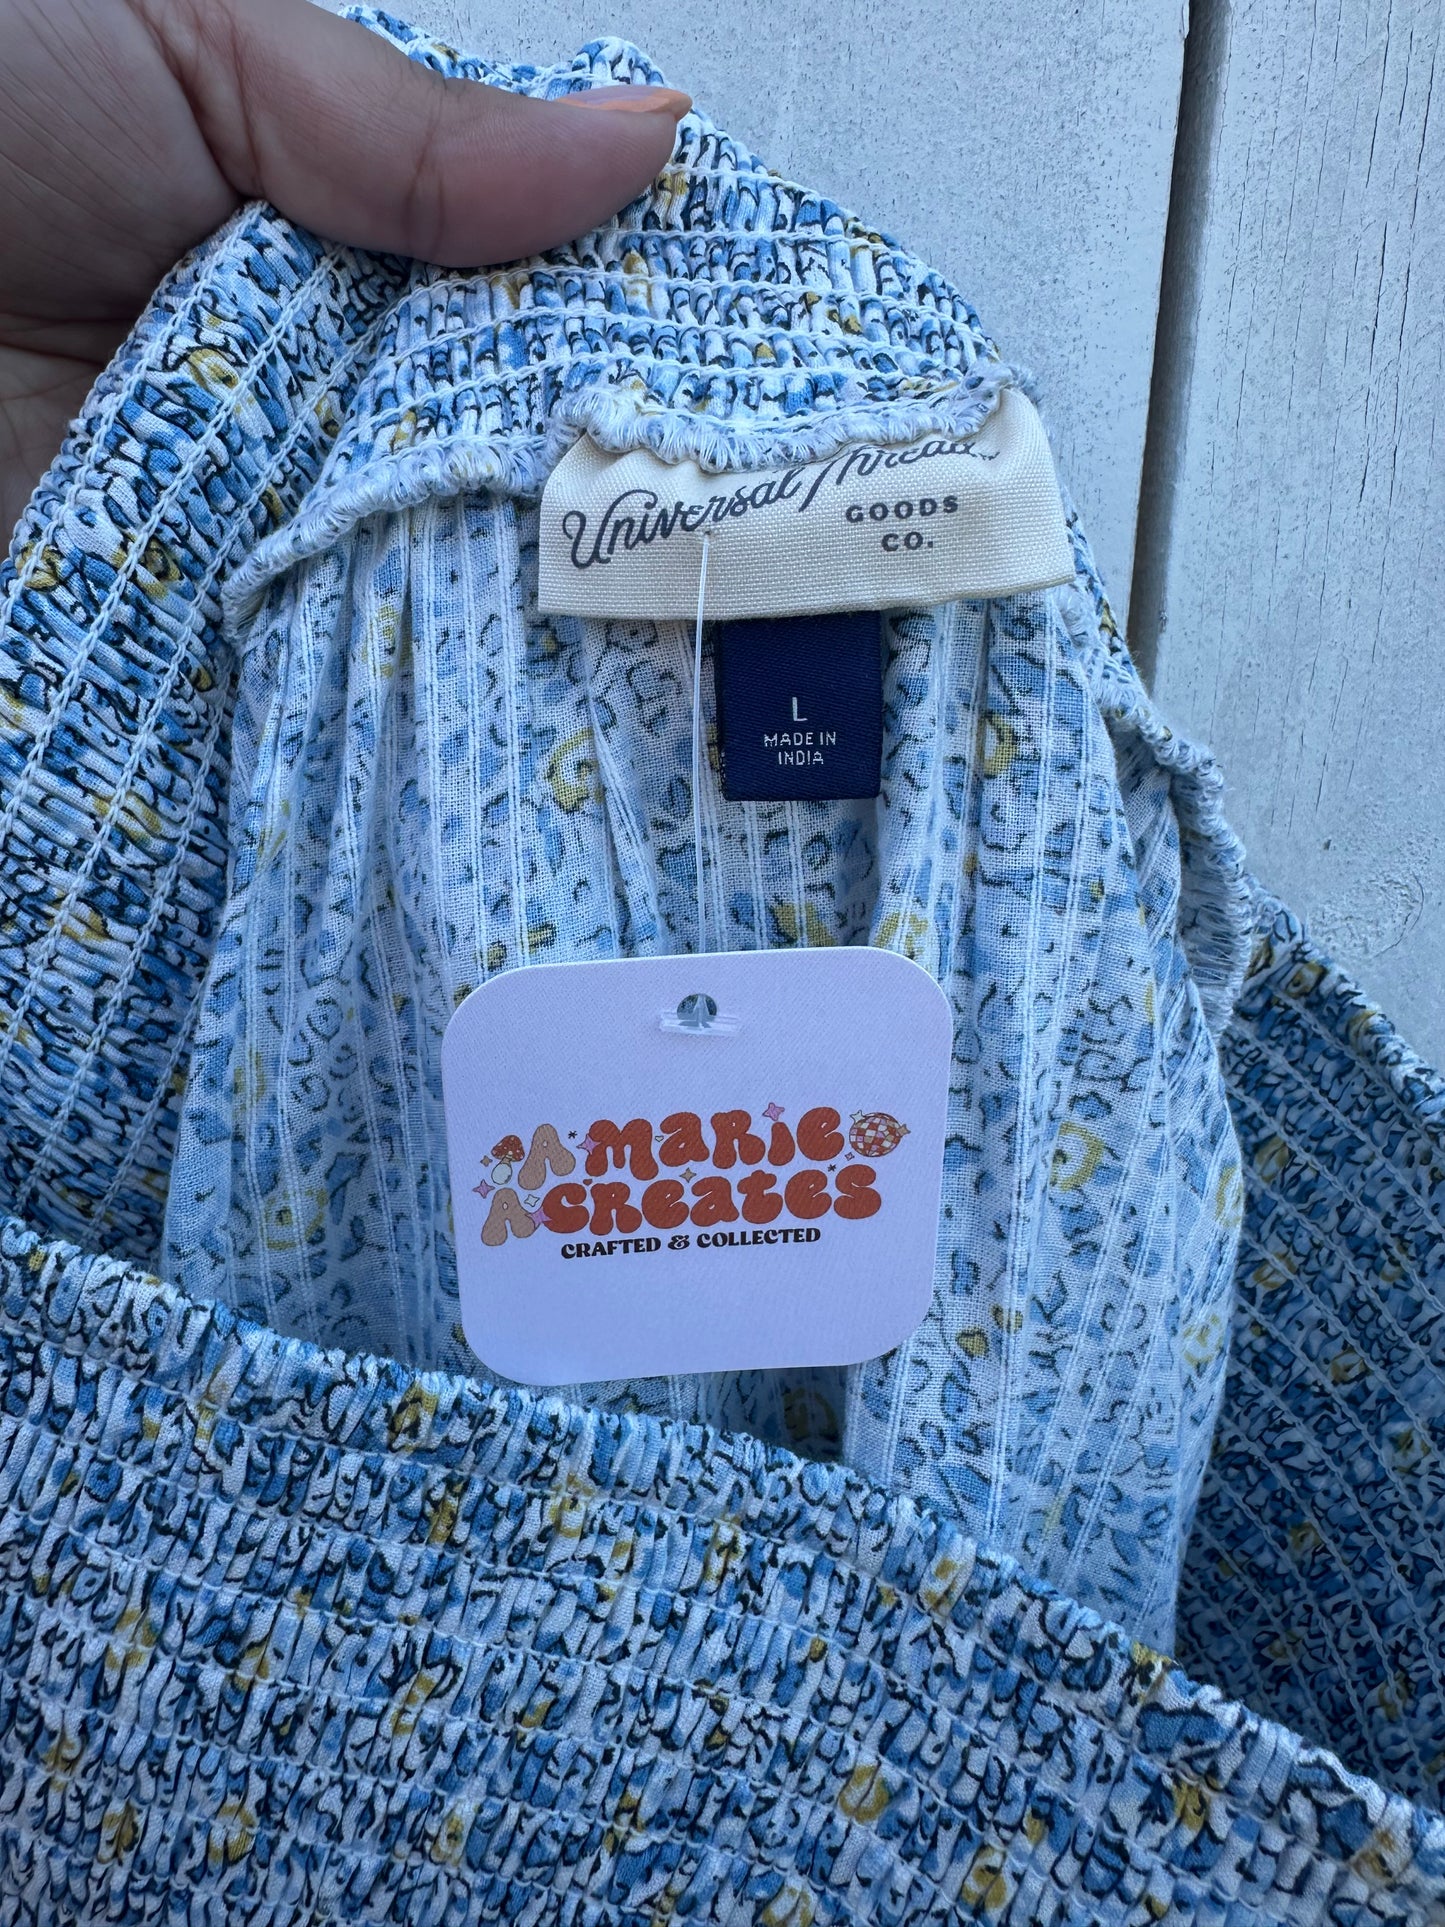 Universal Thread
GOODS
CO.
L
MADE IN
INDIA
MARIE
CREATES
CRAFTED & COLLECTED